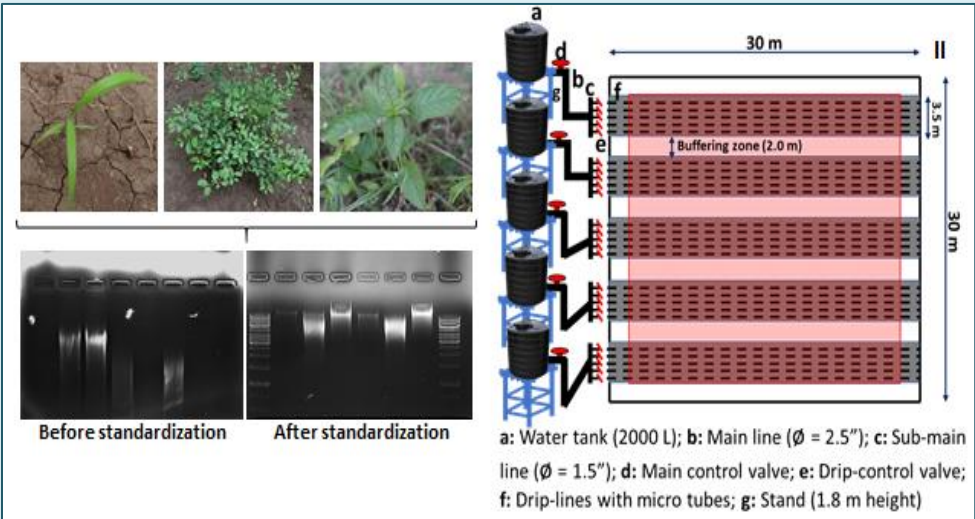 Before standardization
After standardization
a
d
b
g
c
f
e
30 m
II
3.5 m
Buffering zone (2.0 m)
30 m
a: Water tank (2000 L); b: Main line (Ø = 2.5”); c: Sub-main
line (Ø = 1.5”); d: Main control valve; e: Drip-control valve;
f: Drip-lines with micro tubes; g: Stand (1.8 m height)